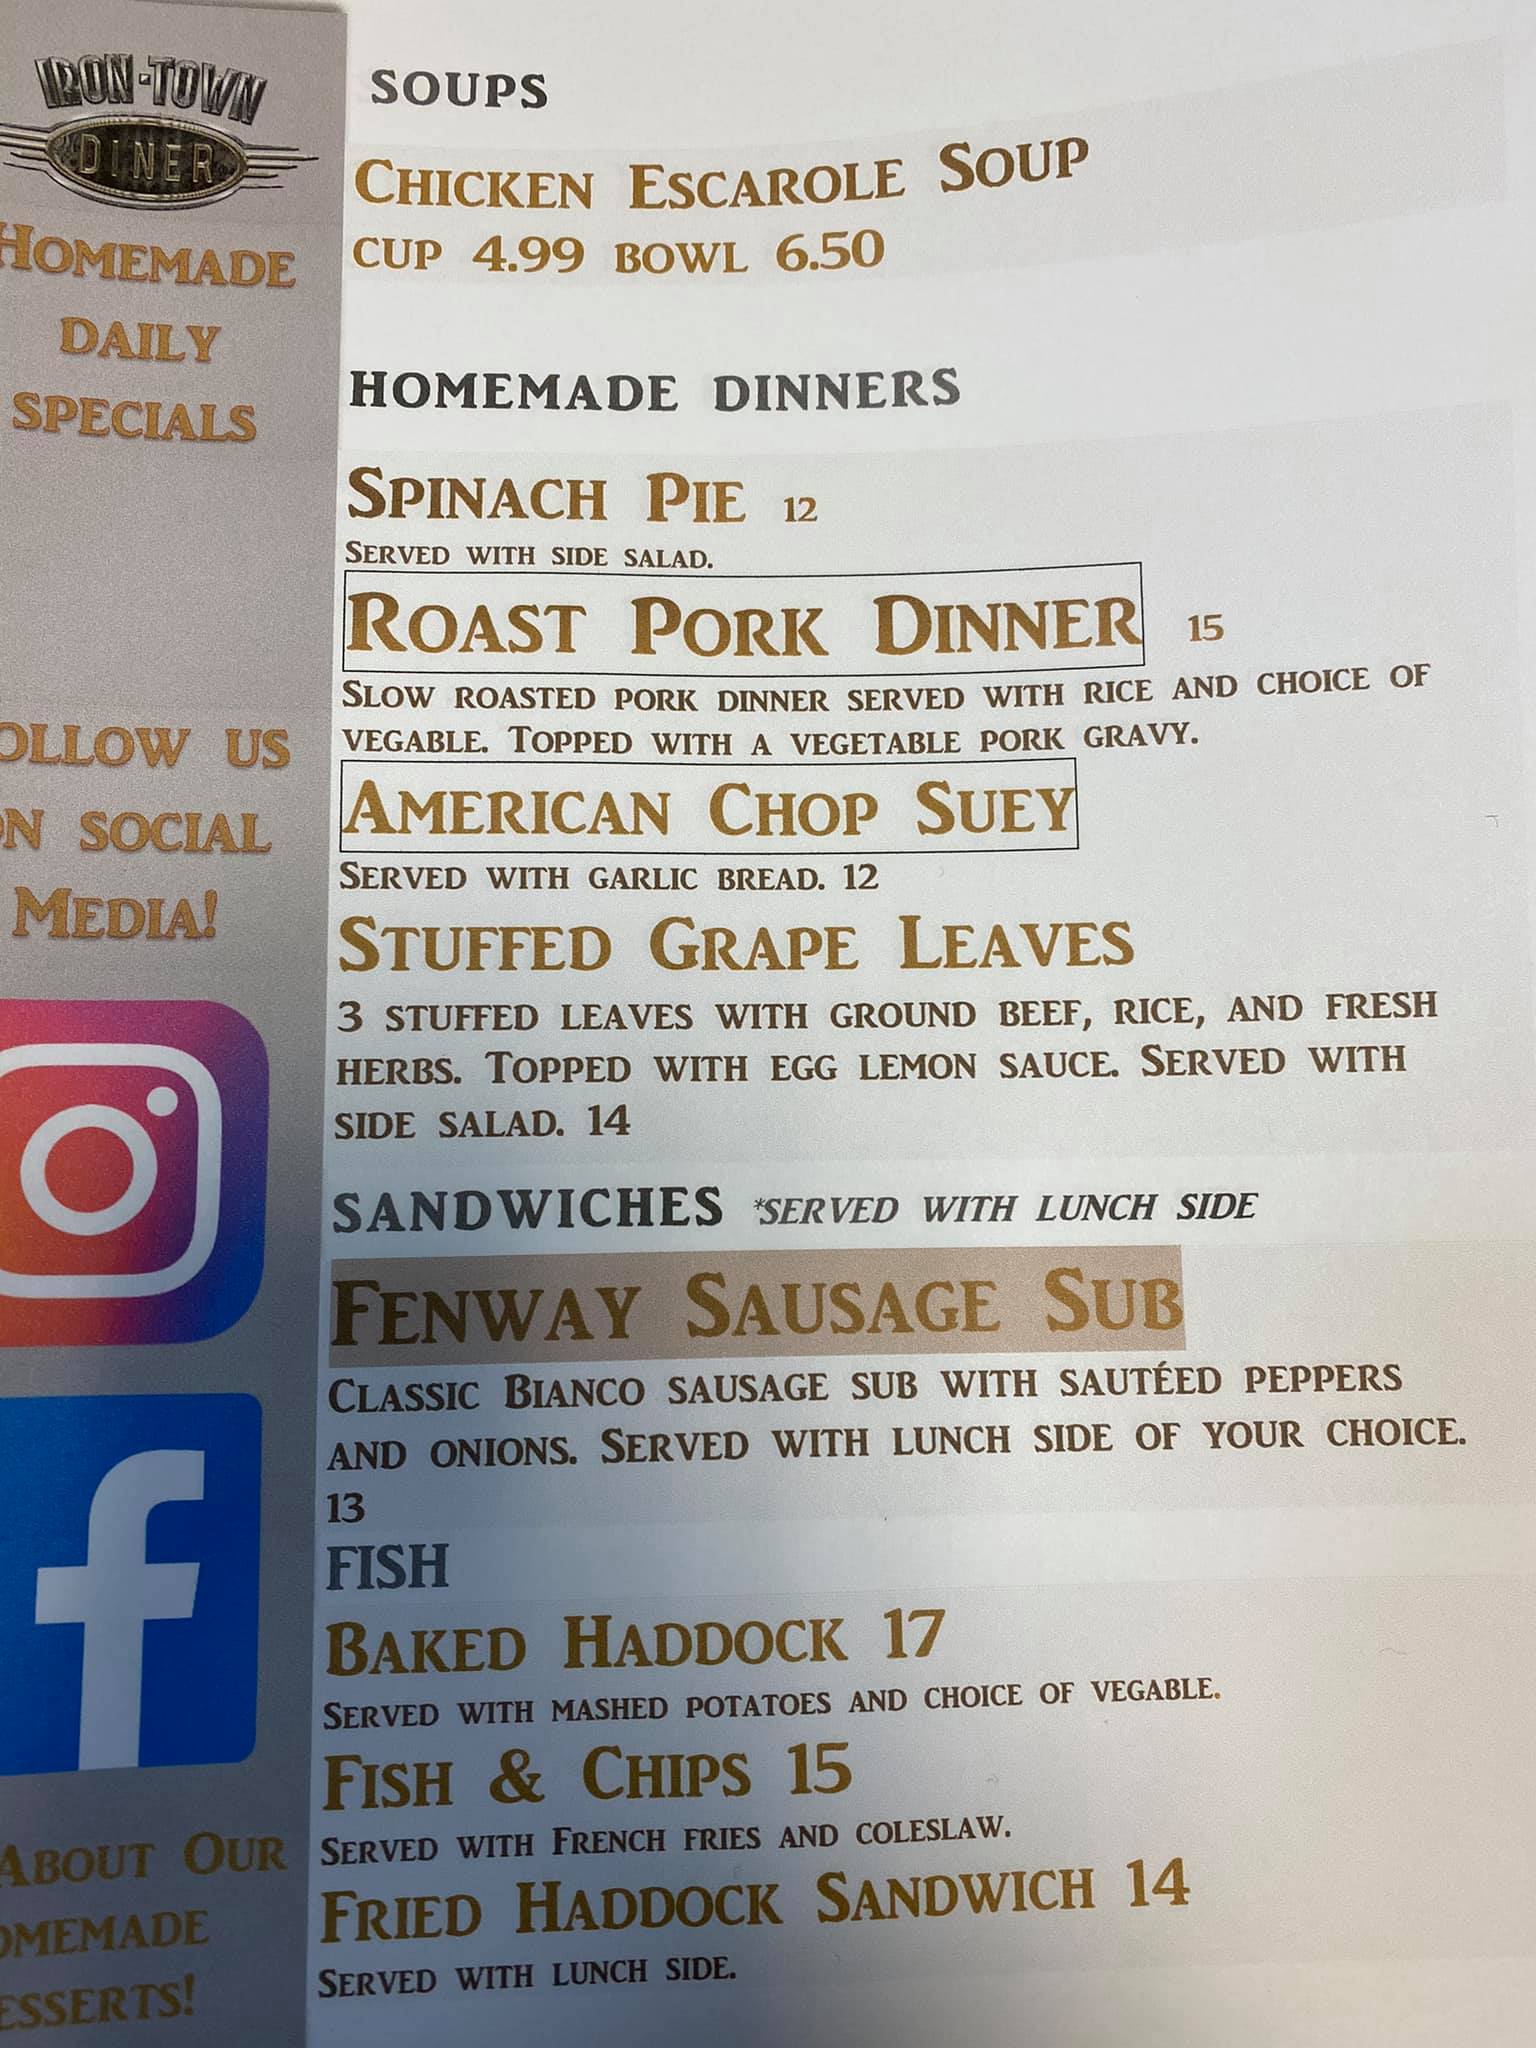 IRON-TOWN
DINER
HOMEMADE
DAILY
SPECIALS
OLLOW US
ON SOCIAL
MEDIA!
ABOUT OUR
OMEMADE
ESSERTS!
SOUPS
CHICKEN ESCAROLE SOUP
CUP 4.99 BOWL 6.50
HOMEMADE DINNERS
SPINACH PIE 12
SERVED WITH SIDE SALAD.
ROAST PORK DINNER 15
SLOW ROASTED PORK DINNER SERVED WITH RICE AND CHOICE OF
VEGABLE. TOPPED WITH A VEGETABLE PORK GRAVY.
AMERICAN CHOP SUEY
SERVED WITH GARLIC BREAD. 12
STUFFED GRAPE LEAVES
3 STUFFED LEAVES WITH GROUND BEEF, RICE, AND FRESH
HERBS. TOPPED WITH EGG LEMON SAUCE. SERVED WITH
SIDE SALAD. 14
SANDWICHES *SERVED WITH LUNCH SIDE
FENWAY SAUSAGE SUB
CLASSIC BIANCO SAUSAGE SUB WITH SAUTÉED PEPPERS
AND ONIONS. SERVED WITH LUNCH SIDE OF YOUR CHOICE.
13
FISH
BAKED HADDOCK 17
SERVED WITH MASHED POTATOES AND CHOICE OF VEGABLE.
FISH & CHIPS 15
SERVED WITH FRENCH FRIES AND COLESLAW.
FRIED HADDOCK SANDWICH 14
SERVED WITH LUNCH SIDE.